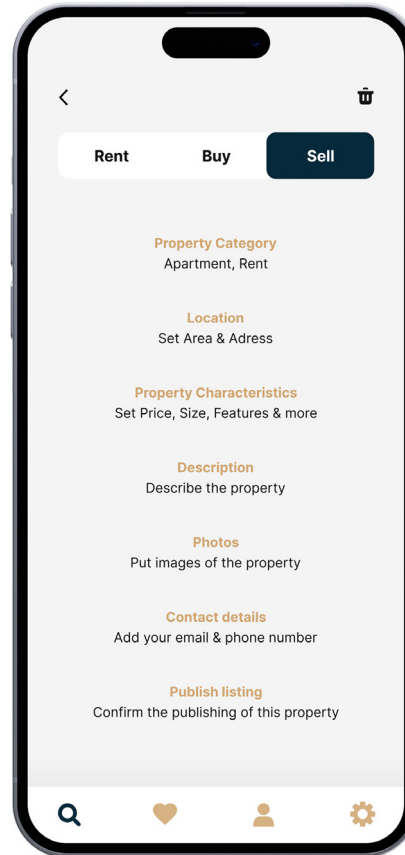 Rent Buy Sell
Property Category
Apartment, Rent
Location
Set Area & Adress
Property Characteristics
Set Price, Size, Features & more
Description
Describe the property
Photos
Put images of the property
Contact details
Add your email & phone number
Publish listing
Confirm the publishing of this property